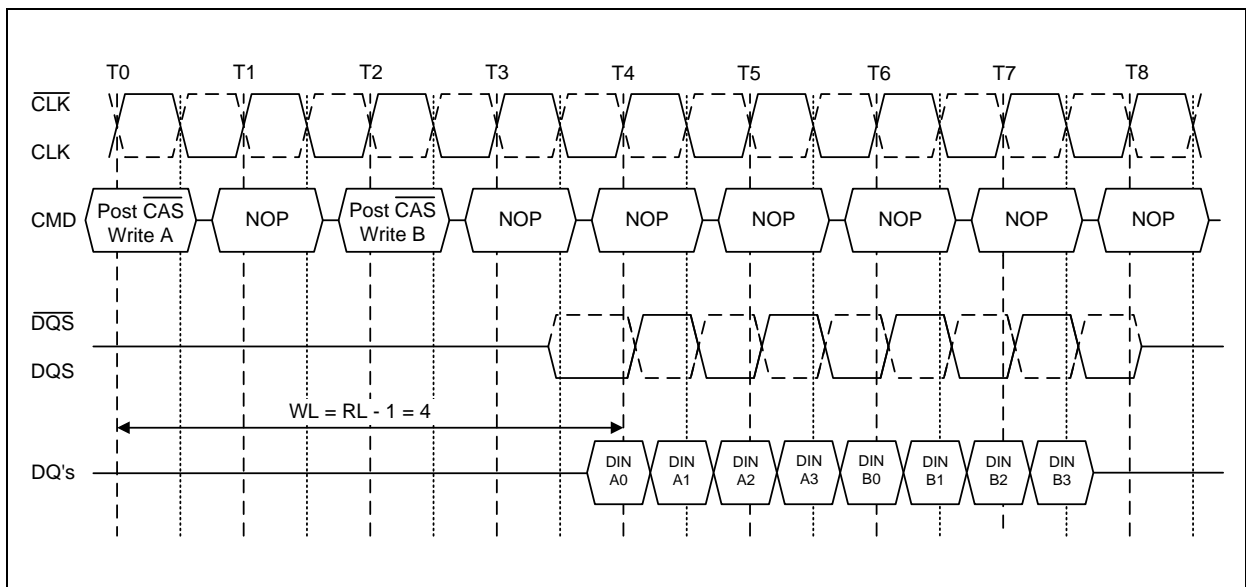 T0 T1 T2 T3 T4 T5 T6 T7 T8
CLK
CLK
CMD
Post CAS
Write A
NOP
Post CAS
Write B
NOP
NOP
NOP
NOP
NOP
NOP
DQS
DQS
WL = RL - 1 = 4
DQ's
DIN
A0
DIN
A1
DIN
A2
DIN
A3
DIN
B0
DIN
B1
DIN
B2
DIN
B3